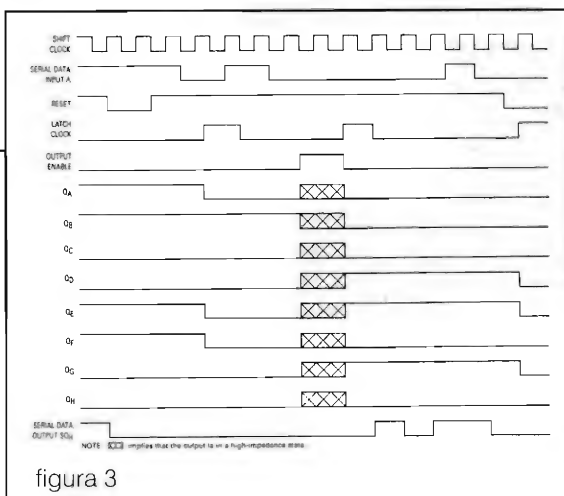 SHIFT
CLOCK
SERIAL DATA
INPUT A
RESET
LATCH
CLOCK
OUTPUT
ENABLE
QA
QB
QC
QD
QE
QF
QG
QH
SERIAL DATA
OUTPUT SQH
NOTE implies that the output is in a high-impedance state.
figura 3